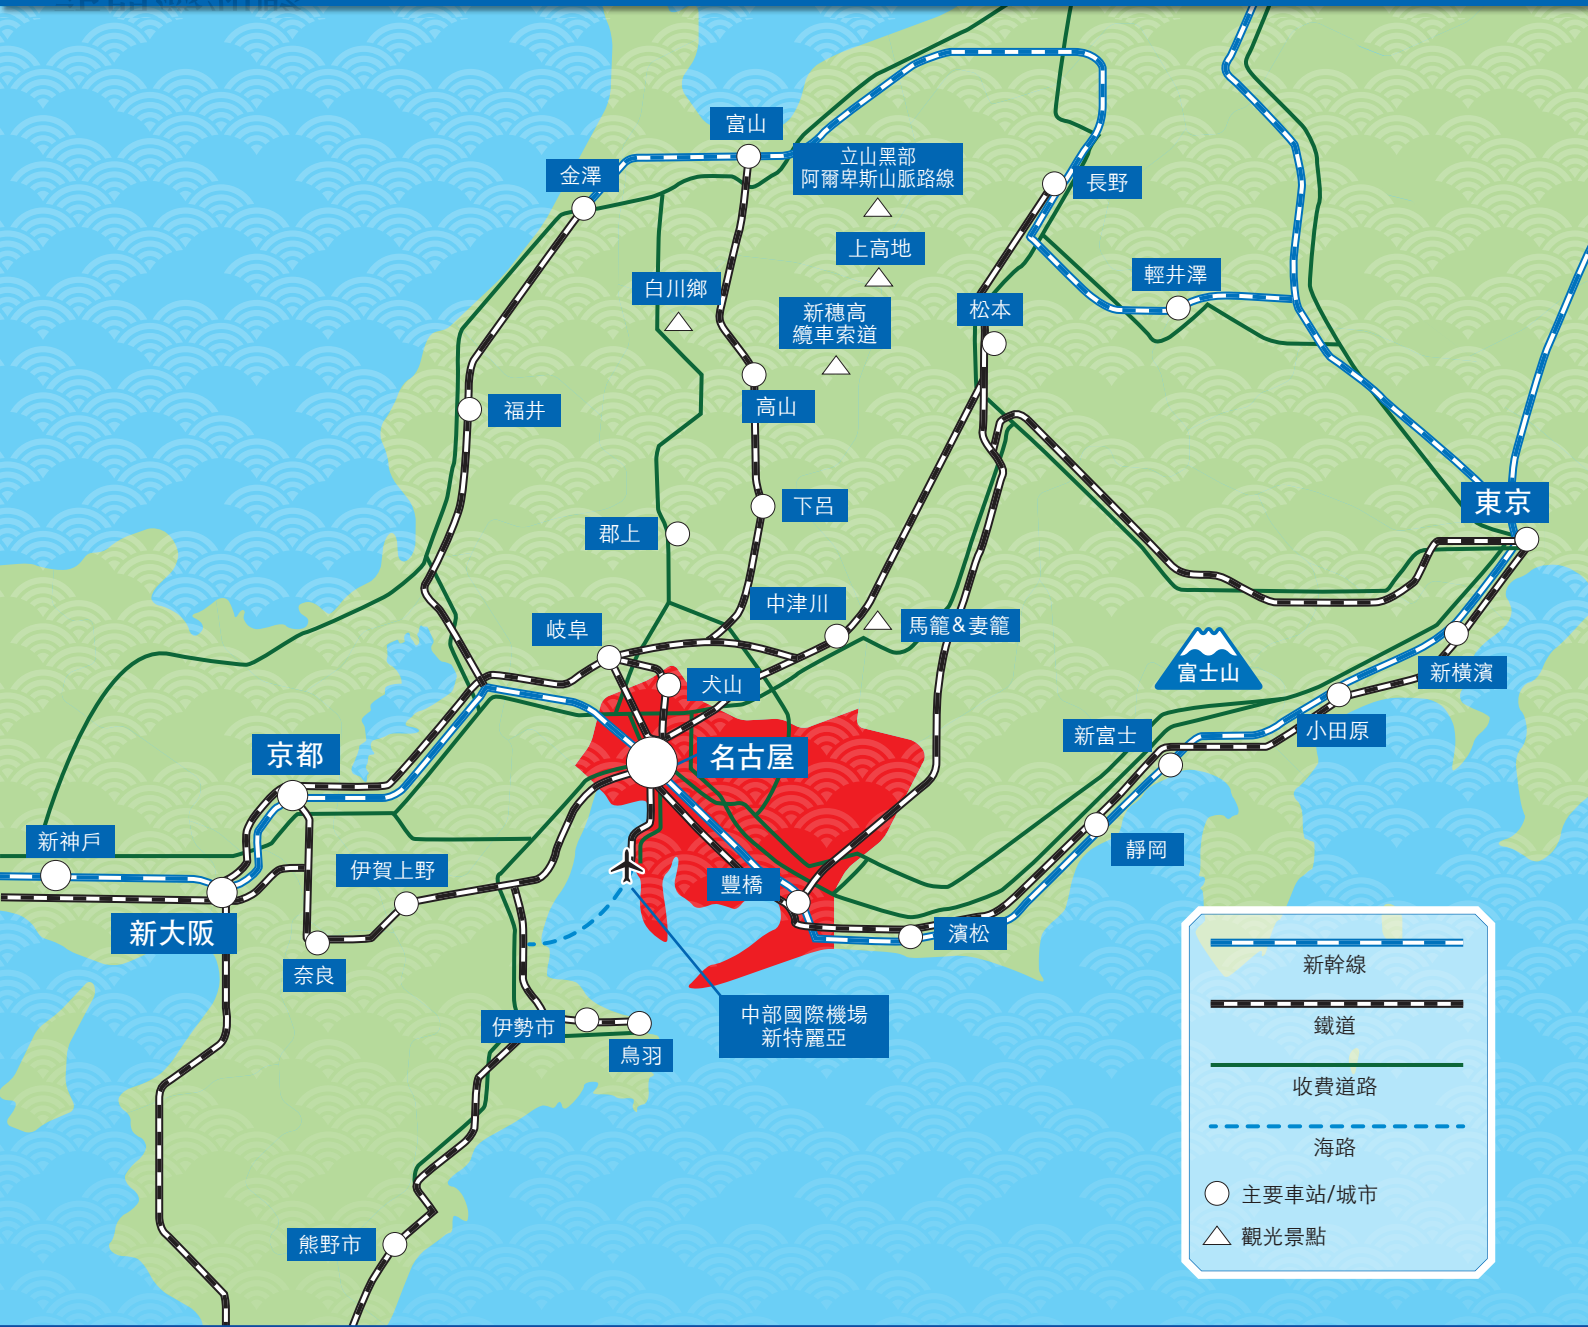 富山
立山黑部
阿爾卑斯山脈路線
金澤
長野
上高地
輕井澤
白川鄉
新穗高
纜車索道
松本
高山
福井
東京
下呂
郡上
中津川
馬籠&妻籠
岐阜
富士山
新橫濱
犬山
小田原
新富士
京都
名古屋
新神戶
靜岡
伊賀上野
豐橋
新大阪
濱松
奈良
中部國際機場
新特麗亞
伊勢市
鳥羽
熊野市
新幹線
鐵道
收費道路
海路
主要車站/城市
觀光景點